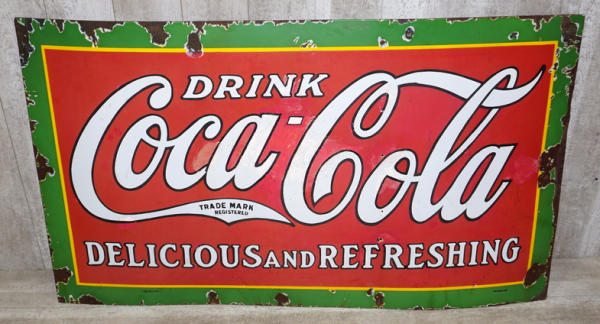 DRINK
Coca-Cola
TRADE MARK
REGISTERED
DELICIOUS AND REFRESHING